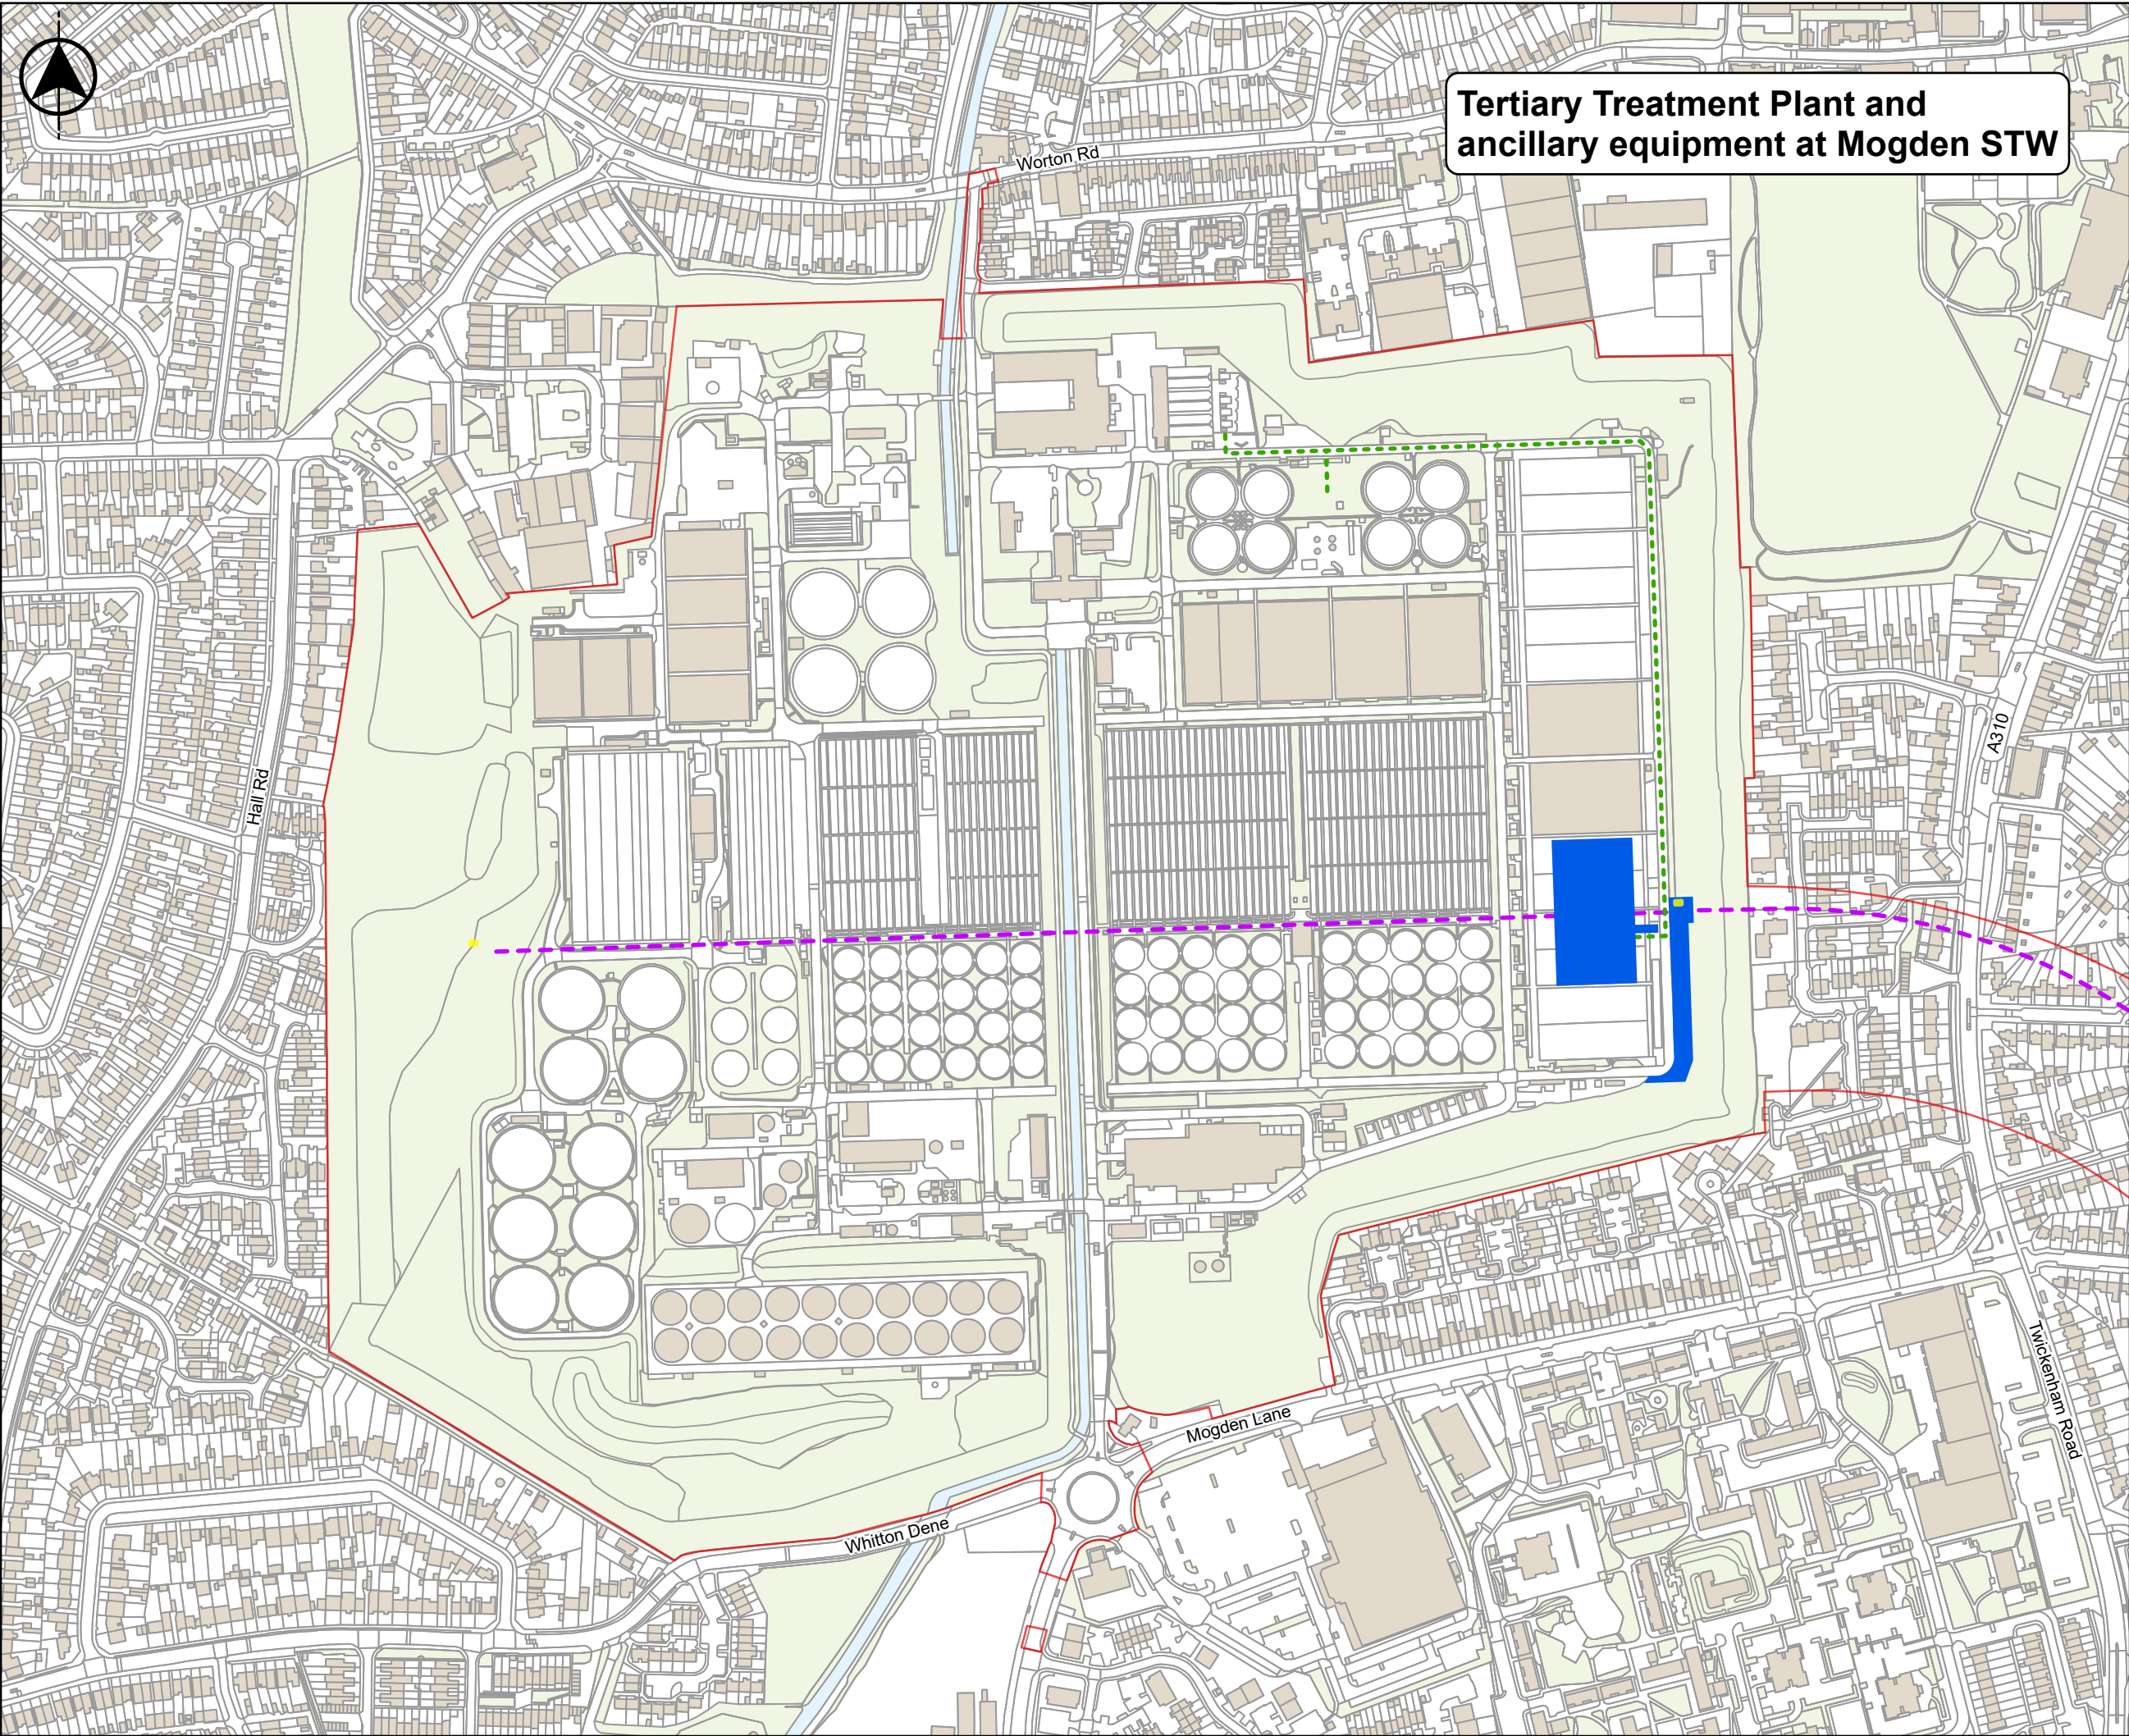 Tertiary Treatment Plant and
ancillary equipment at Mogden STW
Worton Rd
A310
Hall Rd
Twickenham Road
Mogden Lane
Whitton Dene